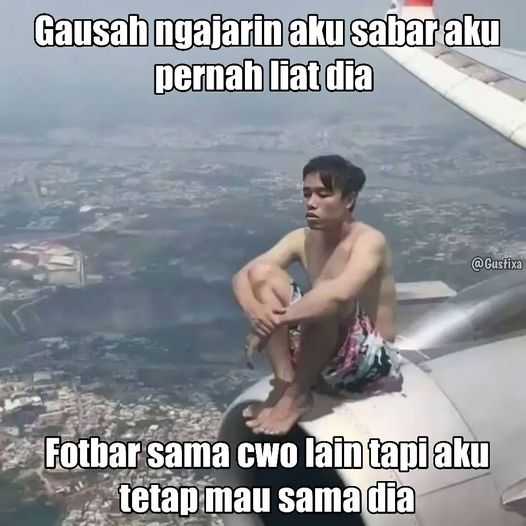 Gausah ngajarin aku sabar aku
pernah liat dia
@Gustixa
Fotbar sama cwo lain tapi aku
tetap mau sama dia